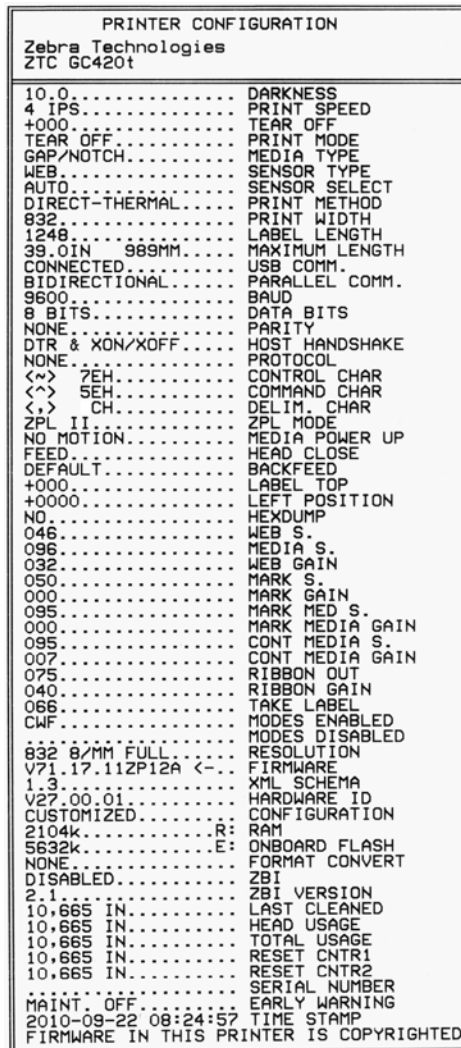 PRINTER CONFIGURATION
Zebra Technologies
ZTC GC420t
10.0............... DARKNESS
4 IPS.............. PRINT SPEED
+000............... TEAR OFF
TEAR OFF........... PRINT MODE
GAP/NOTCH.......... MEDIA TYPE
WEB................ SENSOR TYPE
AUTO............... SENSOR SELECT
DIRECT-THERMAL..... PRINT METHOD
832................ PRINT WIDTH
1248............... LABEL LENGTH
39.0IN   989MM..... MAXIMUM LENGTH
CONNECTED.......... USB COMM.
BIDIRECTIONAL...... PARALLEL COMM.
9600............... BAUD
8 BITS............. DATA BITS
NONE............... PARITY
DTR & XON/XOFF..... HOST HANDSHAKE
NONE............... PROTOCOL
<~>  7EH........... CONTROL CHAR
<^>  5EH........... COMMAND CHAR
<,>   CH........... DELIM. CHAR
ZPL II............. ZPL MODE
NO MOTION.......... MEDIA POWER UP
FEED............... HEAD CLOSE
DEFAULT............ BACKFEED
+000............... LABEL TOP
+0000.............. LEFT POSITION
NO................. HEXDUMP
046................ WEB S.
096................ MEDIA S.
032................ WEB GAIN
050................ MARK S.
000................ MARK GAIN
095................ MARK MED S.
000................ MARK MEDIA GAIN
095................ CONT MEDIA S.
007................ CONT MEDIA GAIN
075................ RIBBON OUT
040................ RIBBON GAIN
066................ TAKE LABEL
CWF................ MODES ENABLED
................... MODES DISABLED
832 8/MM FULL...... RESOLUTION
V71.17.11ZP12A <-.. FIRMWARE
1.3................ XML SCHEMA
V27.00.01.......... HARDWARE ID
CUSTOMIZED......... CONFIGURATION
2104k............R: RAM
5632k............E: ONBOARD FLASH
NONE............... FORMAT CONVERT
DISABLED........... ZBI
2.1................ ZBI VERSION
10,665 IN.......... LAST CLEANED
10,665 IN.......... HEAD USAGE
10,665 IN.......... TOTAL USAGE
10,665 IN.......... RESET CNTR1
10,665 IN.......... RESET CNTR2
................... SERIAL NUMBER
MAINT. OFF......... EARLY WARNING
2010-09-22 08:24:57 TIME STAMP
FIRMWARE IN THIS PRINTER IS COPYRIGHTED